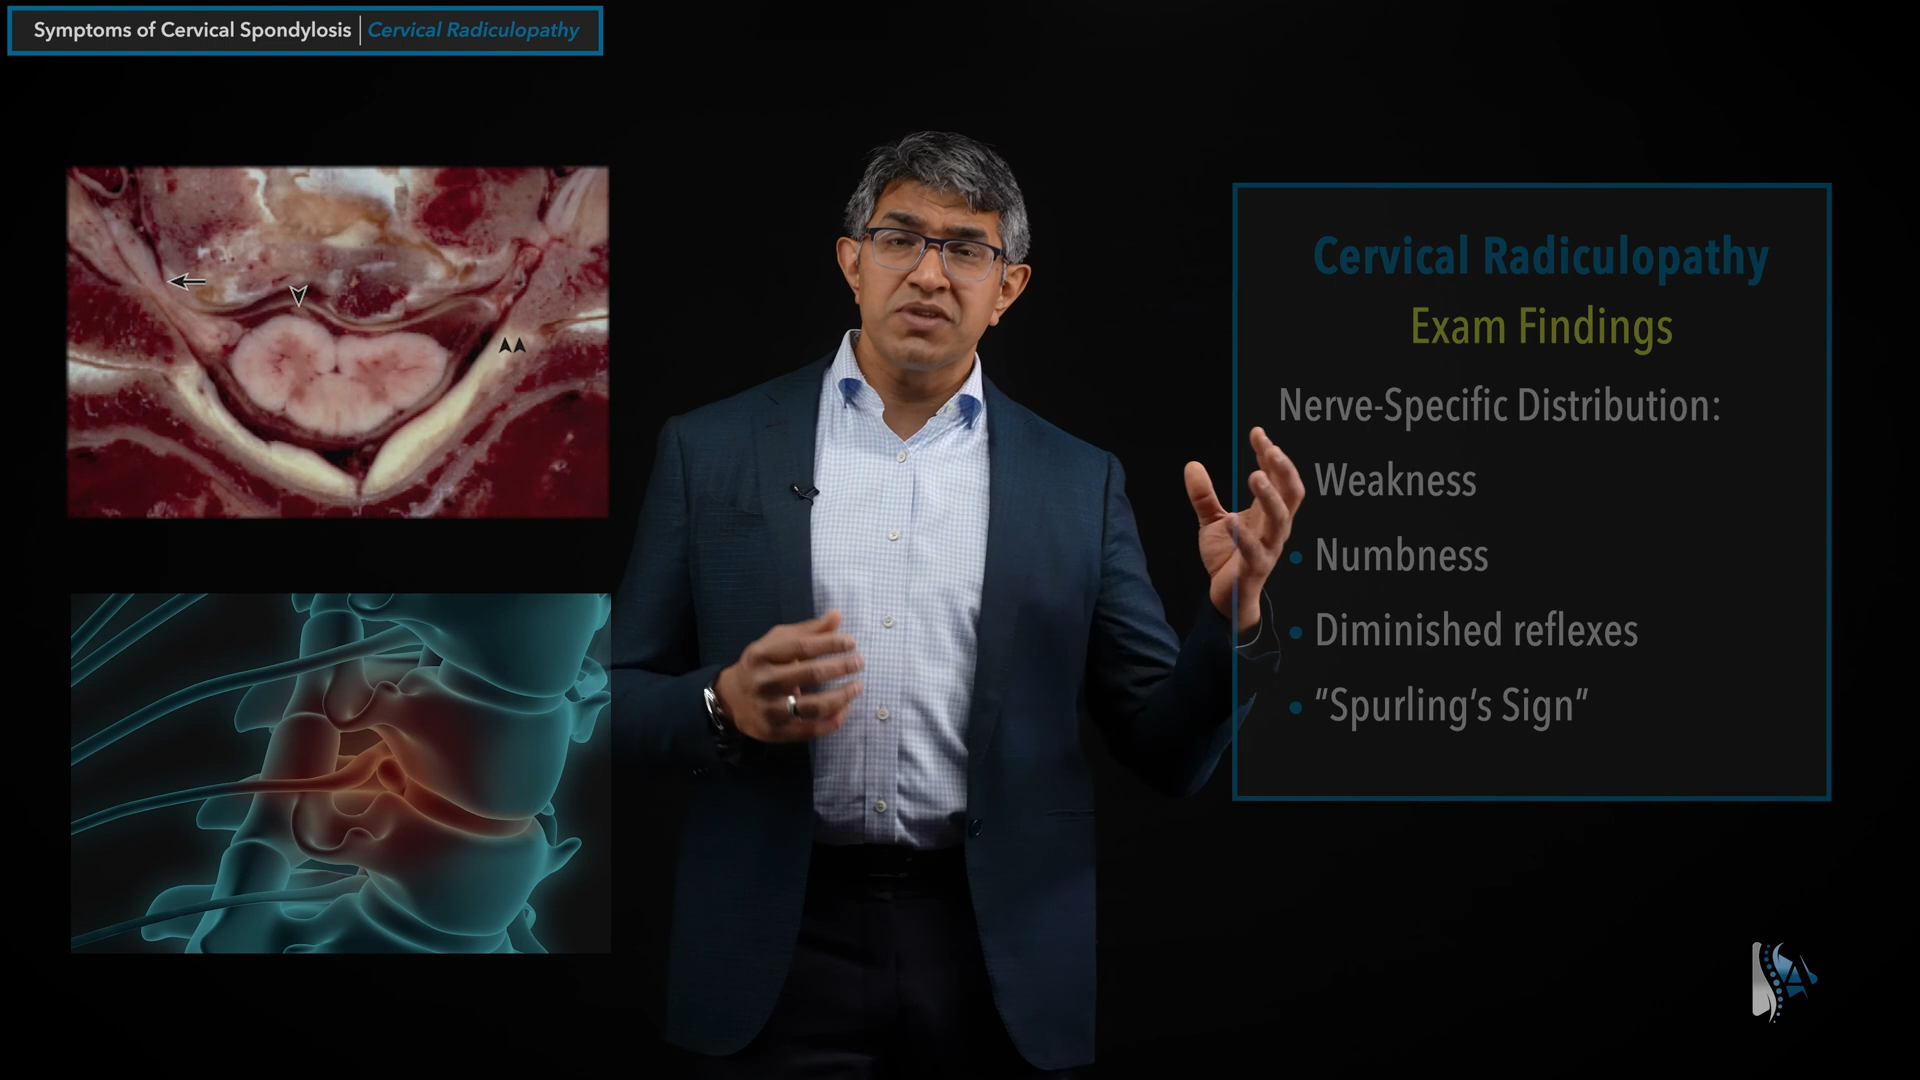 Symptoms of Cervical Spondylosis | Cervical Radiculopathy
Cervical Radiculopathy
Exam Findings
Nerve-Specific Distribution:
Weakness
• Numbness
• Diminished reflexes
• "Spurling's Sign"
A